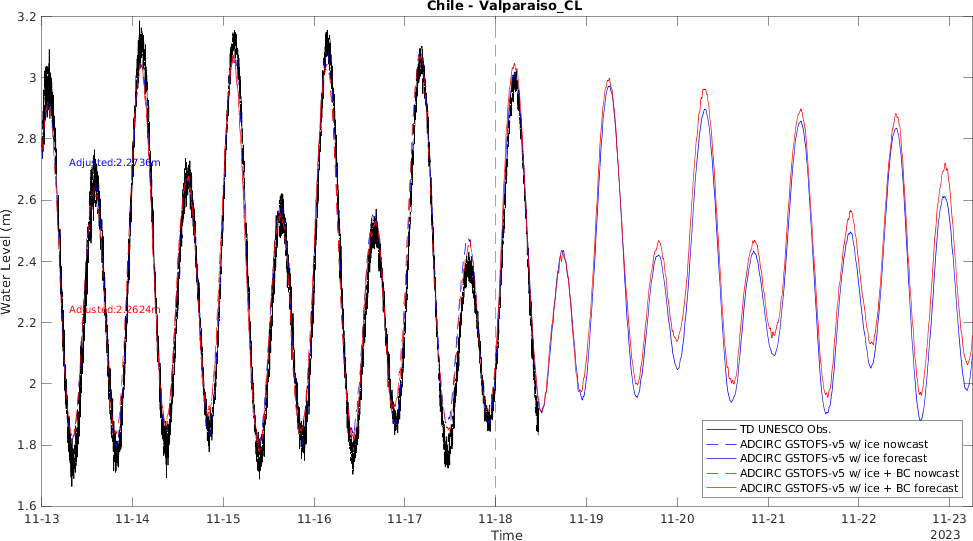 Chile - Valparaiso_CL
3.2
3
2.8
2.6
2.4
2.2
2
1.8
1.6
Water Level (m)
Adjusted:2.2736m
Adjusted:2.2624m
TD UNESCO Obs.
ADCIRC GSTOFS-v5 w/ ice nowcast
ADCIRC GSTOFS-v5 w/ ice forecast
ADCIRC GSTOFS-v5 w/ ice + BC nowcast
ADCIRC GSTOFS-v5 w/ ice + BC forecast
11-13 11-14 11-15 11-16 11-17 11-18 11-19 11-20 11-21 11-22 11-23
Time 2023